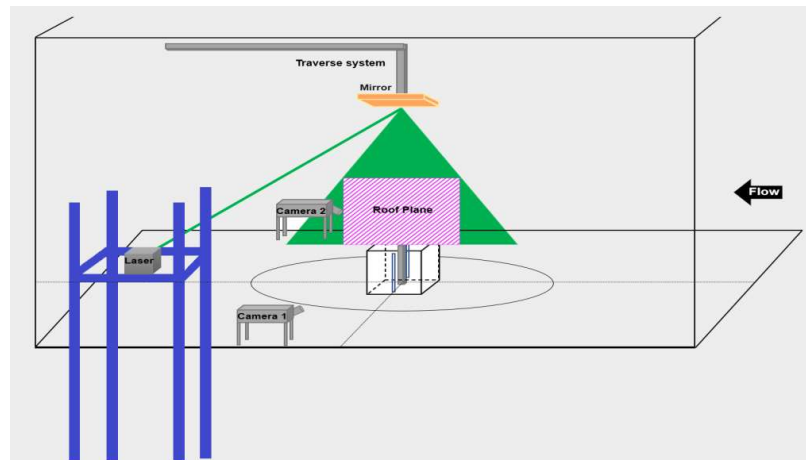 Traverse system
Mirror
Flow
Camera 2
Roof Plane
Laser
Camera 1